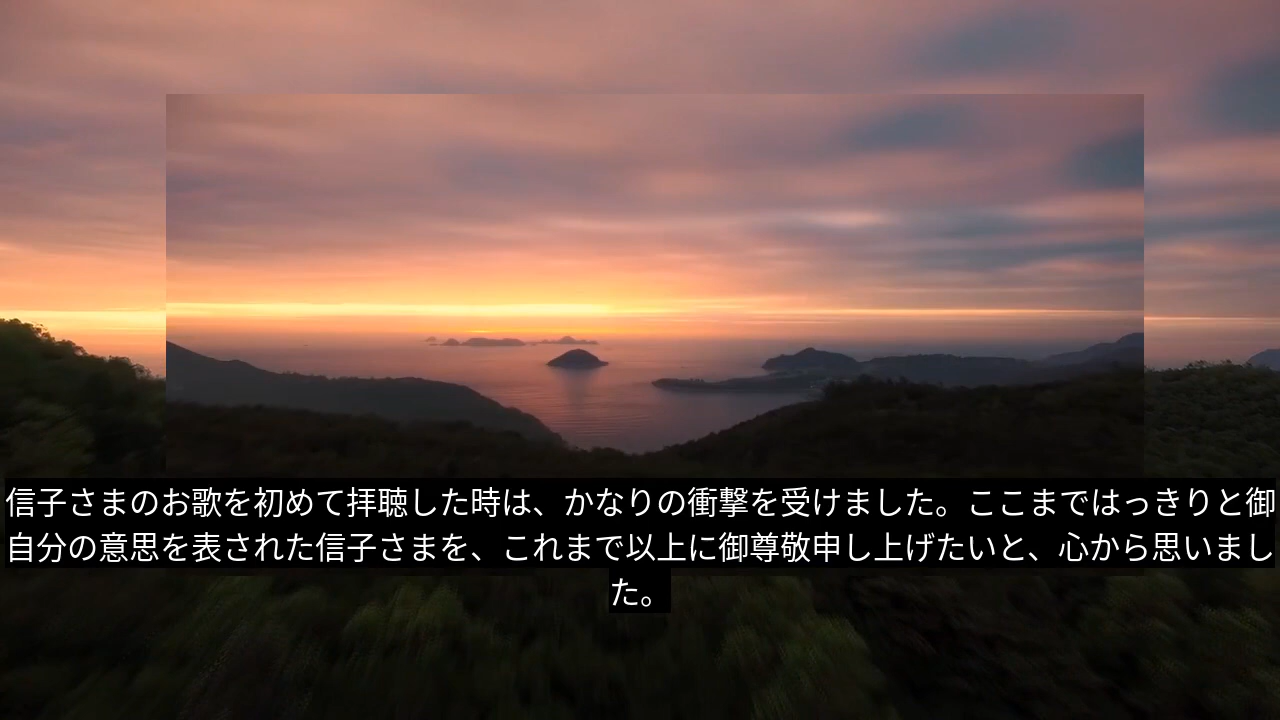 信子さまのお歌を初めて拝聴した時は、かなりの衝撃を受けました。ここまではっきりと御
自分の意思を表された信子さまを、これまで以上に御尊敬申し上げたいと、心から思いまし
た。